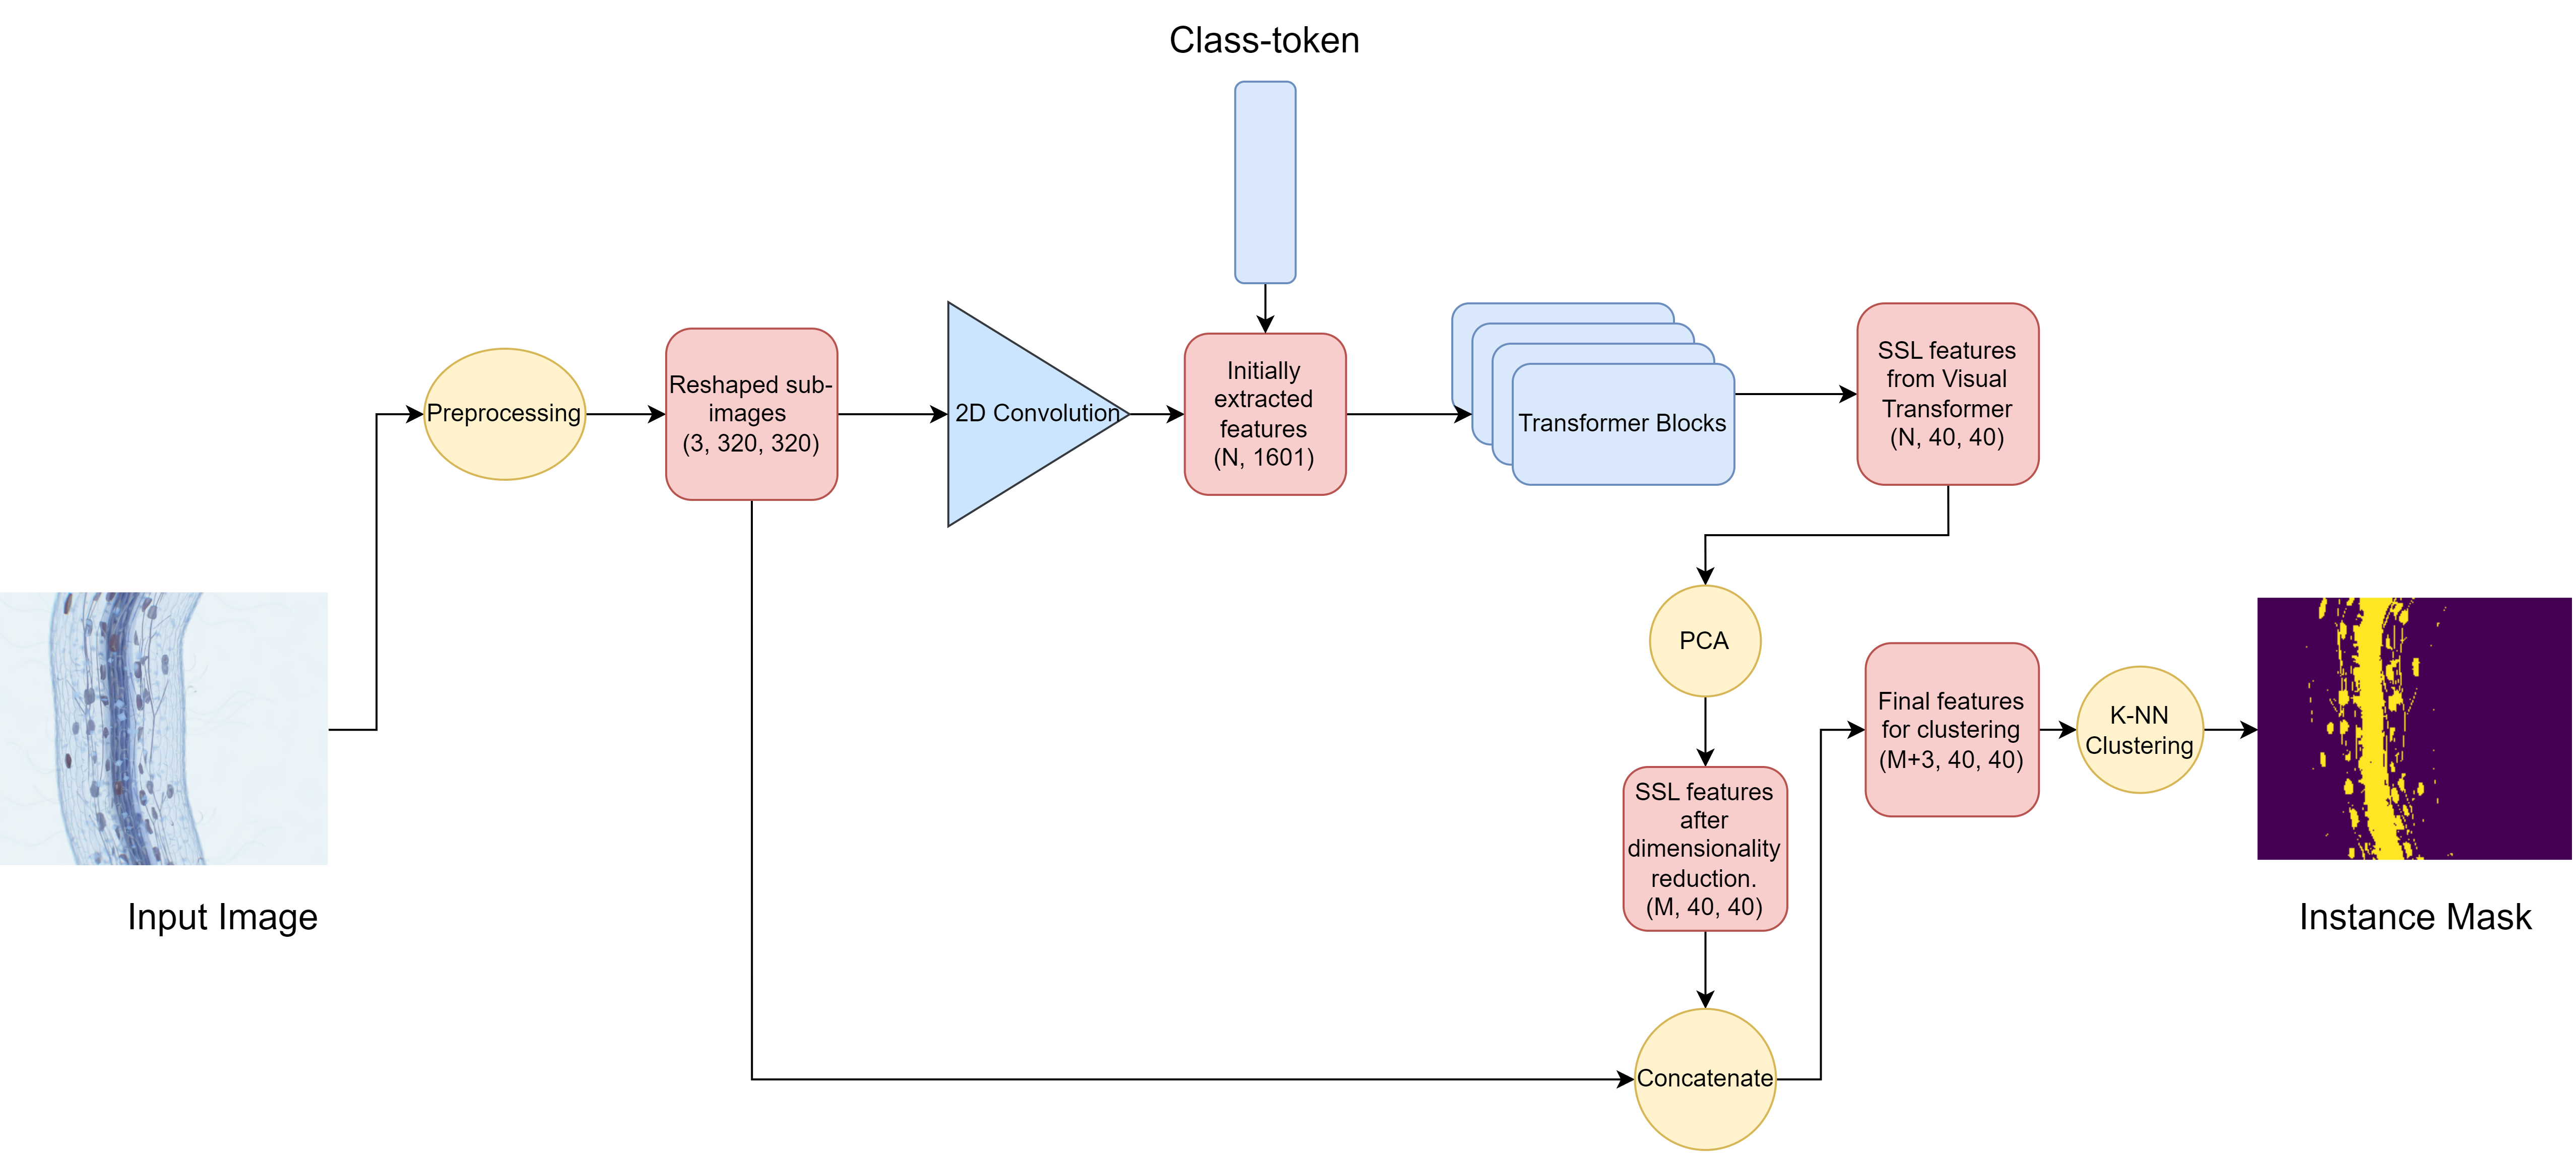 Class-token
Preprocessing
Reshaped sub-
images
(3, 320, 320)
2D Convolution
Initially
extracted
features
(N, 1601)
Transformer Blocks
SSL features
from Visual
Transformer
(N, 40, 40)
PCA
SSL features
after
dimensionality
reduction.
(M, 40, 40)
Concatenate
Final features
for clustering
(M+3, 40, 40)
K-NN
Clustering
Input Image
Instance Mask